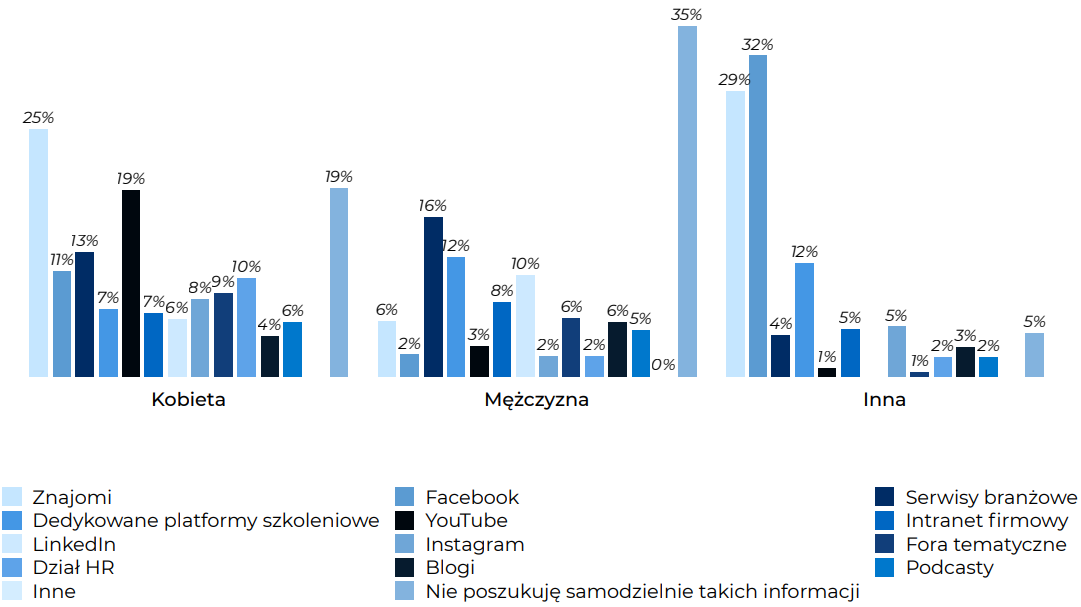 25%
11%
13%
7%
19%
7%
6%
8%
9%
10%
4%
6%
19%
6%
2%
16%
12%
3%
8%
10%
2%
6%
2%
6%
5%
0%
35%
29%
32%
4%
12%
1%
5%
5%
1%
2%
3%
2%
5%
Kobieta
Mężczyzna
Inna
Znajomi
Facebook
Serwisy branżowe
Dedykowane platformy szkoleniowe
YouTube
Intranet firmowy
LinkedIn
Instagram
Fora tematyczne
Dział HR
Blogi
Podcasty
Inne
Nie poszukuję samodzielnie takich informacji